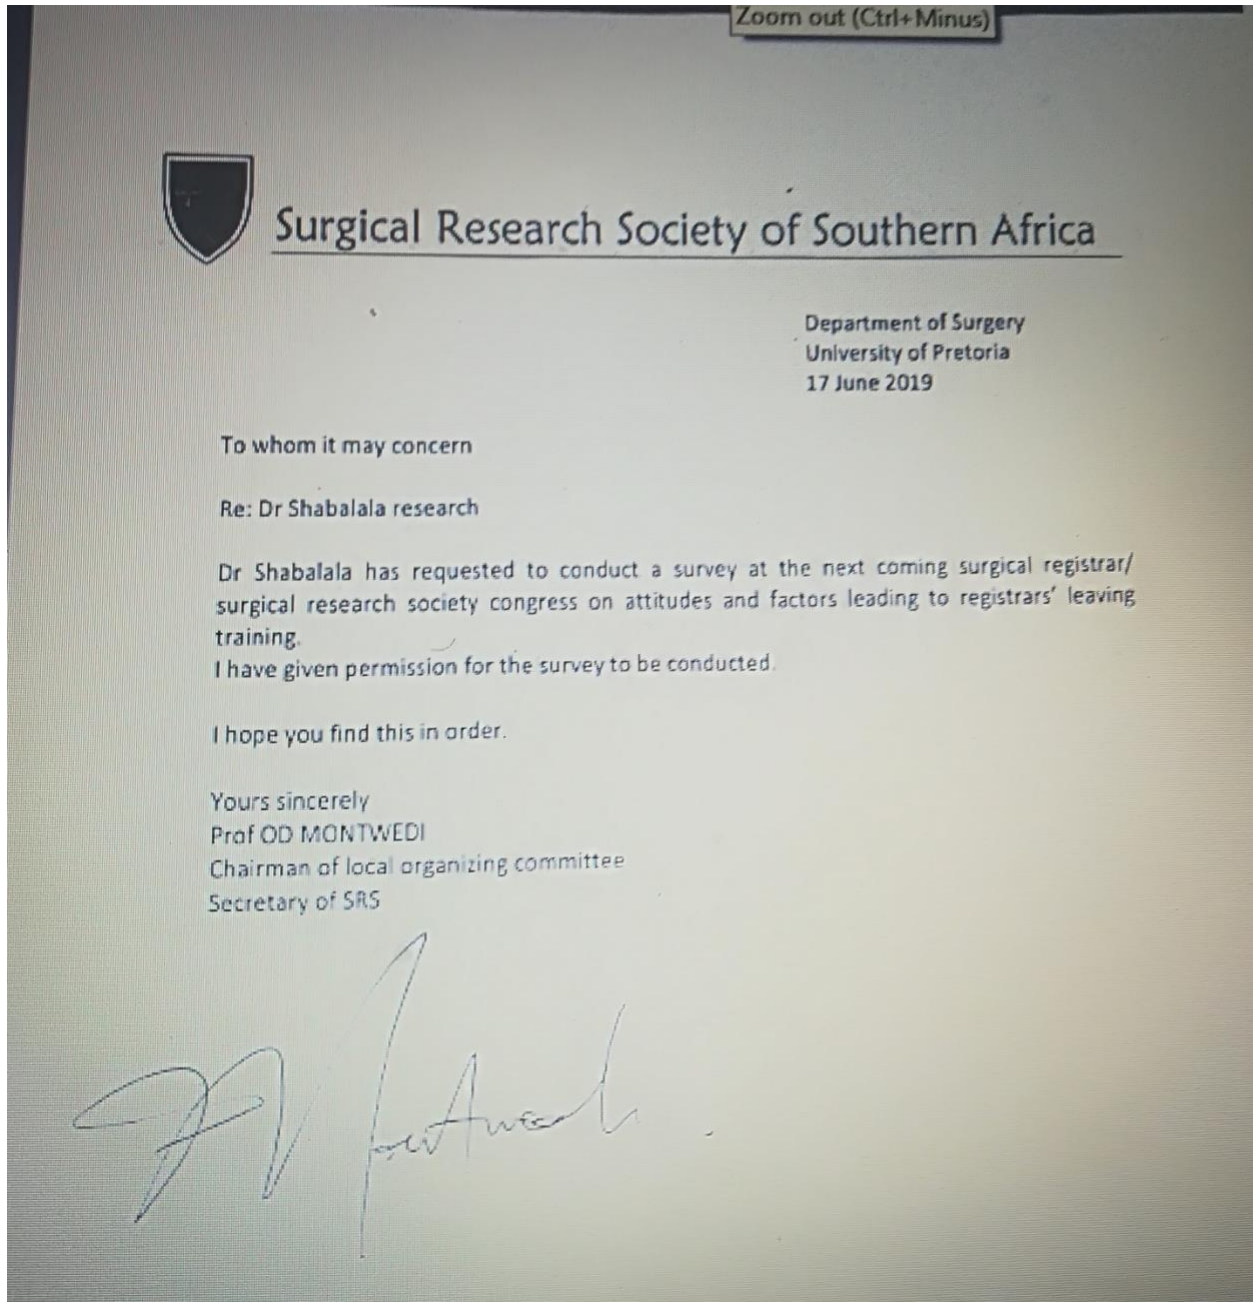 Zoom out (Ctrl+Minus)
Surgical Research Society of Southern Africa
Department of Surgery
University of Pretoria
17 June 2019
To whom it may concern
Re: Dr Shabalala research
Dr Shabalala has requested to conduct a survey at the next coming surgical registrar/
surgical research society congress on attitudes and factors leading to registrars' leaving
training.
I have given permission for the survey to be conducted.
I hope you find this in order.
Yours sincerely
Prof OD MONTWEDI
Chairman of local organizing committee
Secretary of SRS